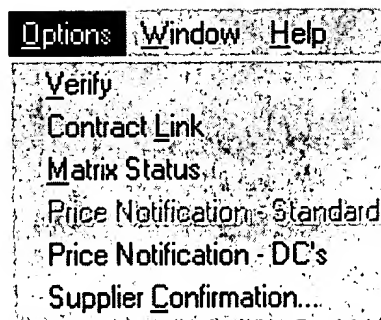 Options Window Help
Verify
Contract Link
Matrix Status
Price Notification - Standard
Price Notification - DC's
Supplier Confirmation...